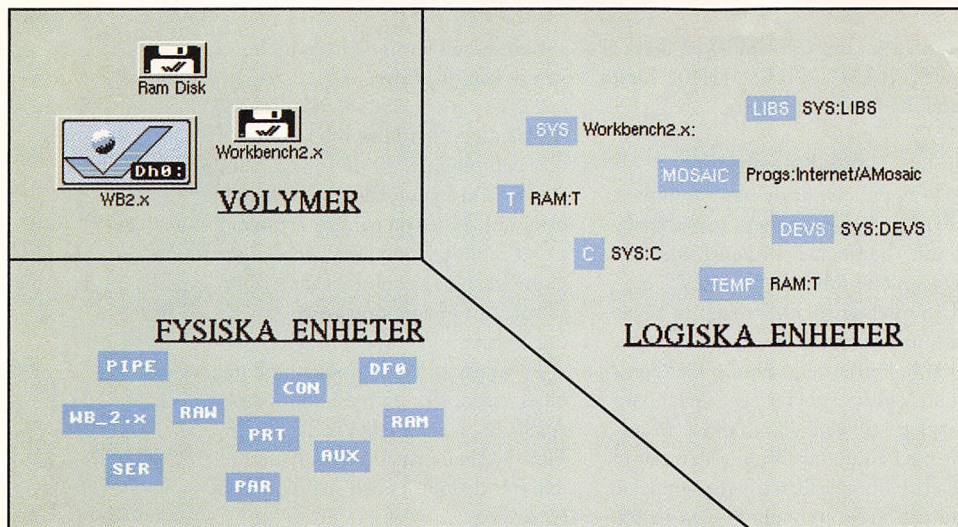 Ram Disk
Dh0:
WB2.x
Workbench2.x
VOLYMER
SYS Workbench2.x:
LIBS SYS:LIBS
MOSAIC Progs:Internet/AMosaic
T RAM:T
DEVS SYS:DEVS
C SYS:C
TEMP RAM:T
LOGISKA ENHETER
FYSISKA ENHETER
PIPE
CON
DF0
WB_2.x
RAW
PRT
RAM
SER
AUX
PAR